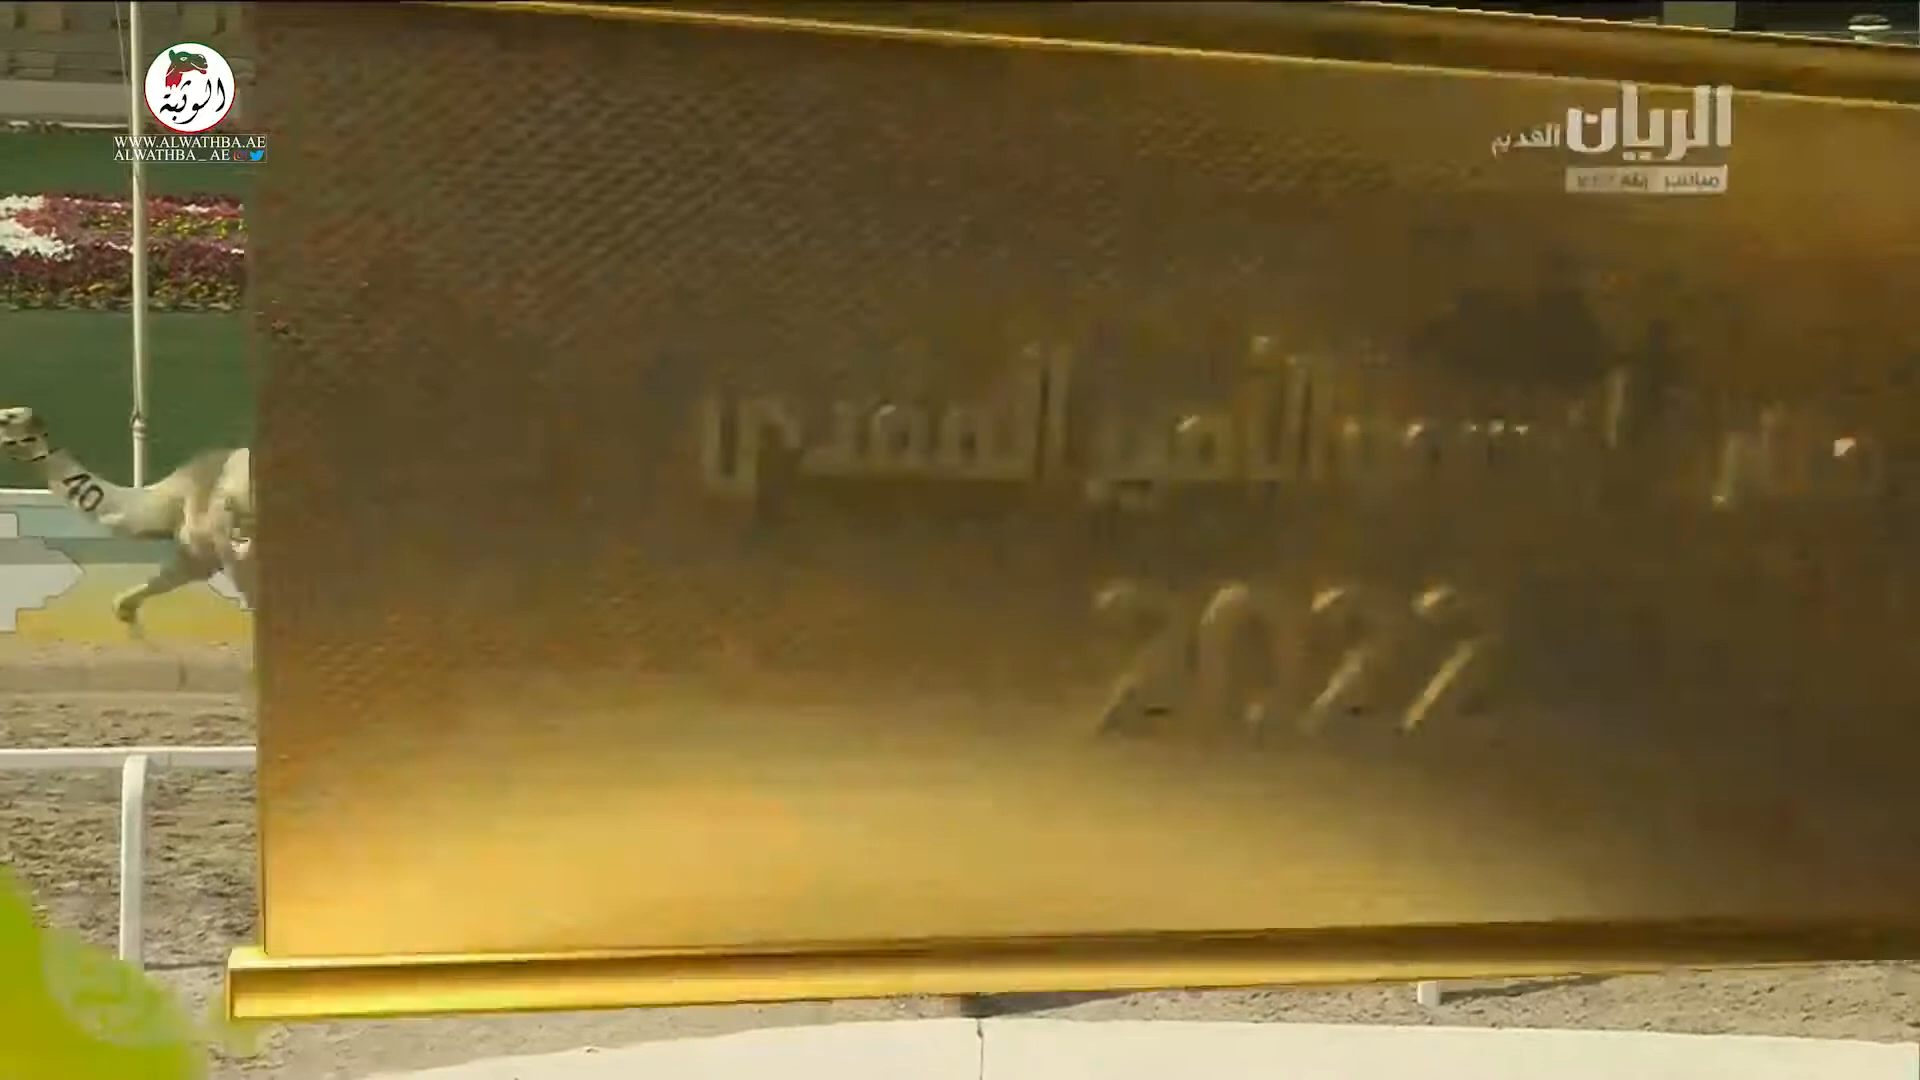 الوثبة
WWW.ALWATHBA.AE
ALWATHBA_AE
الريان القديم
مباشر
40
الأمير المفدى
2022